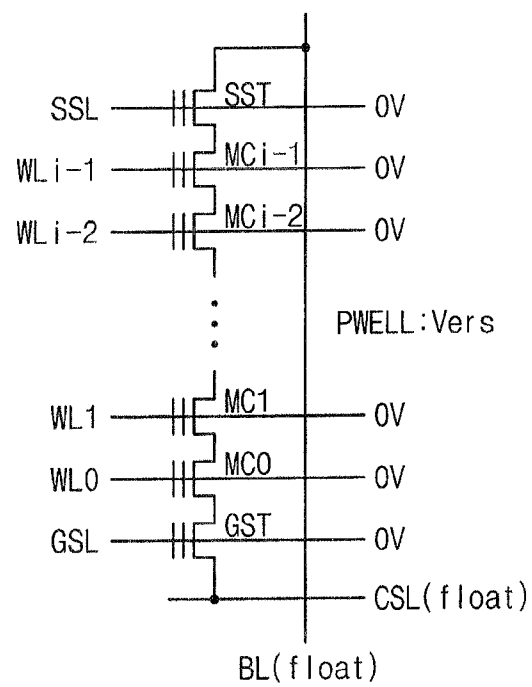 SSL SST 0V
WLi-1 MCi-1 0V
WLi-2 MCi-2 0V
PWELL:Vers
WL1 MC1 0V
WL0 MC0 0V
GSL GST 0V
CSL(float)
BL(float)